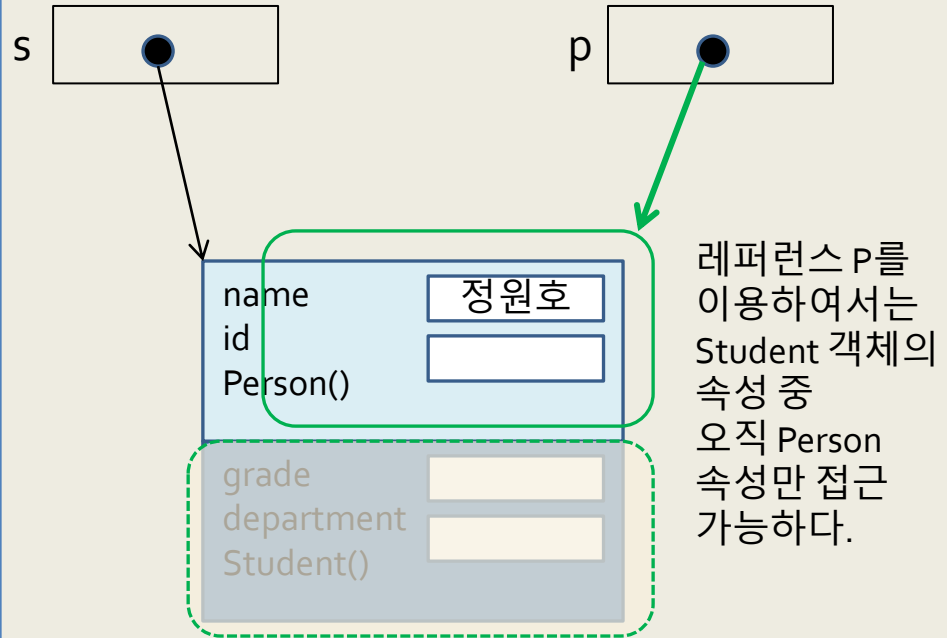 s
p
name
정원호
id
Person()
grade
department
Student()
레퍼런스 P를
이용하여서는
Student 객체의
속성 중
오직 Person
속성만 접근
가능하다.